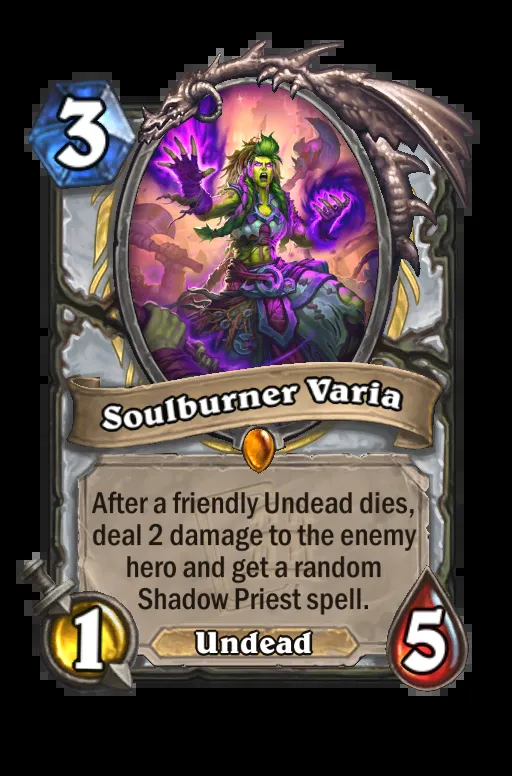 3
Soulburner Varia
After a friendly Undead dies,
deal 2 damage to the enemy
hero and get a random
Shadow Priest spell.
1
Undead
5